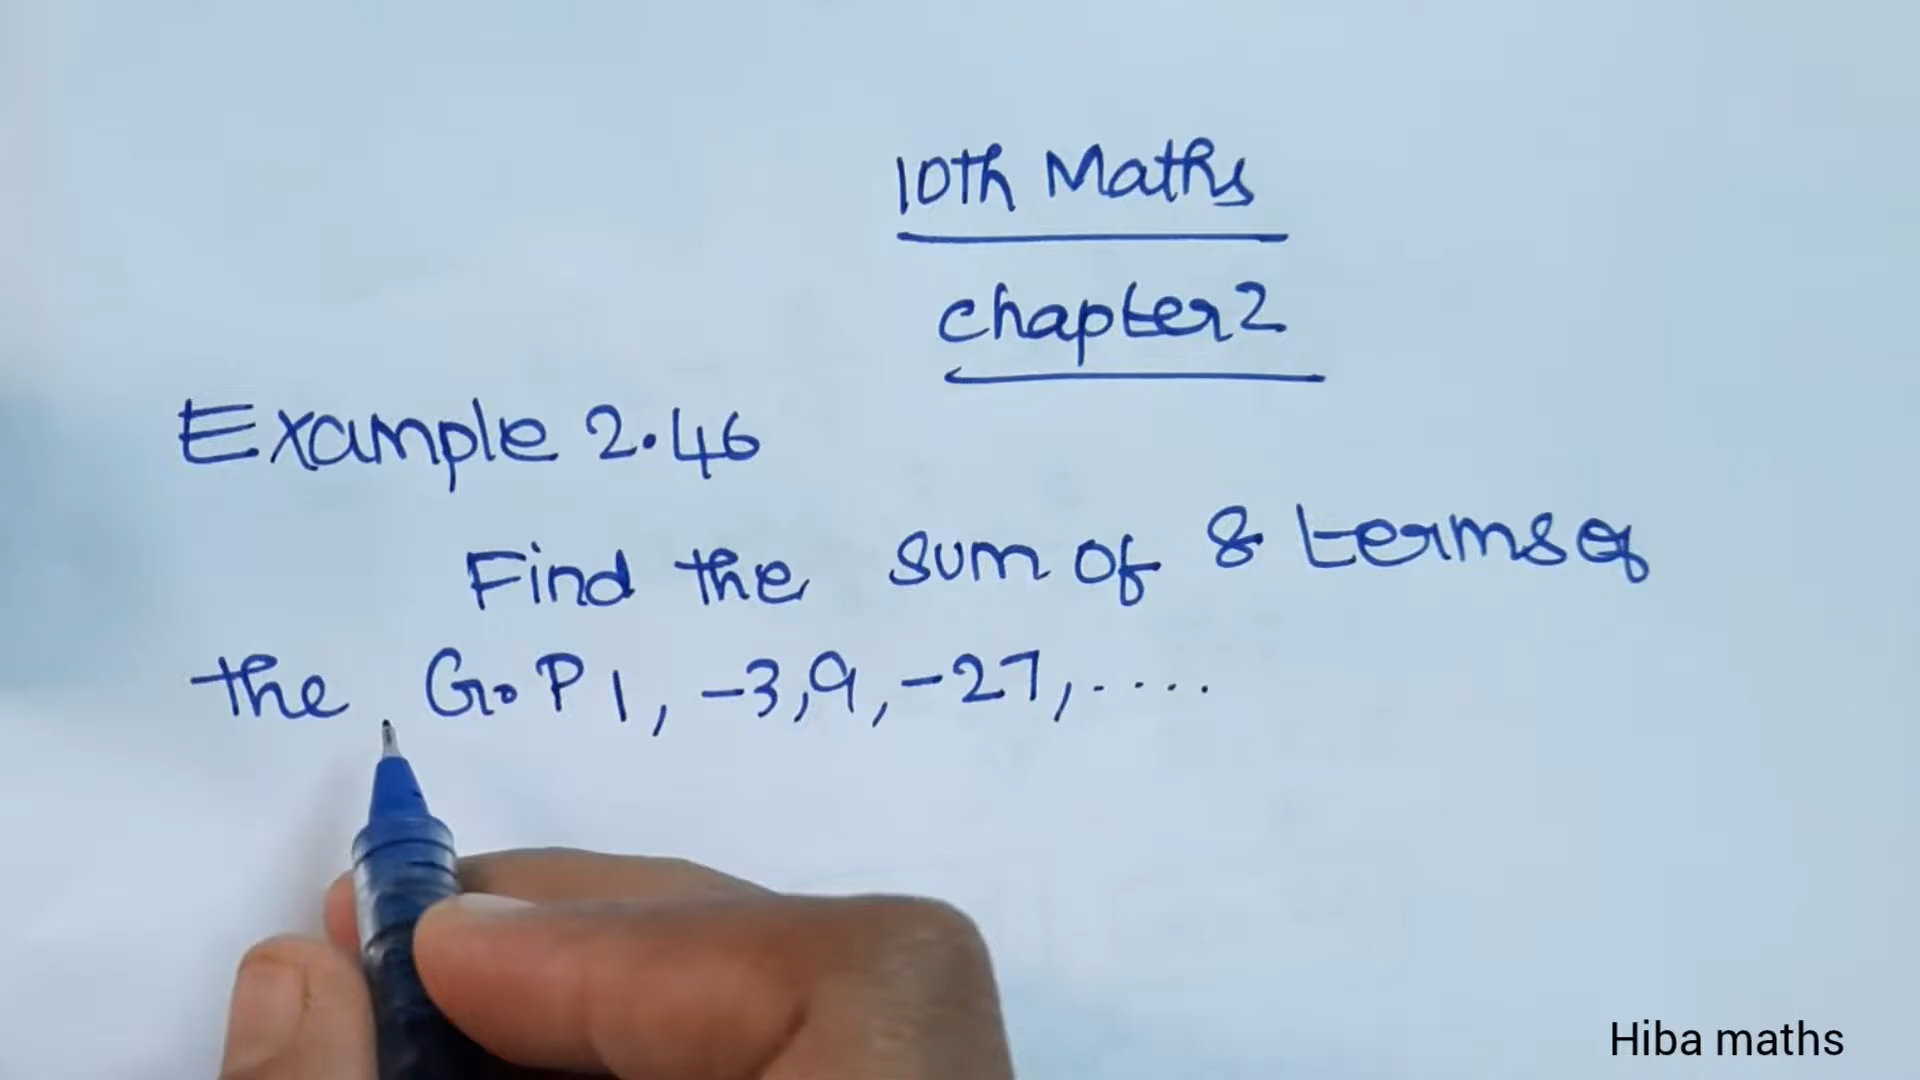 10th Maths
chapter 2
Example 2.46
Find the sum of 8 terms of
the G.P 1, -3, 9, -27, ....
Hiba maths